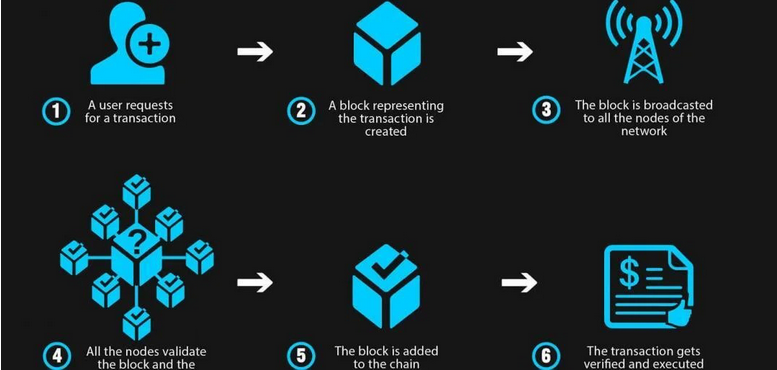 1 A user requests
for a transaction
2 A block representing
the transaction is
created
3 The block is broadcasted
to all the nodes of the
network
?
4 All the nodes validate
the block and the
5 The block is added
to the chain
$
6 The transaction gets
verified and executed